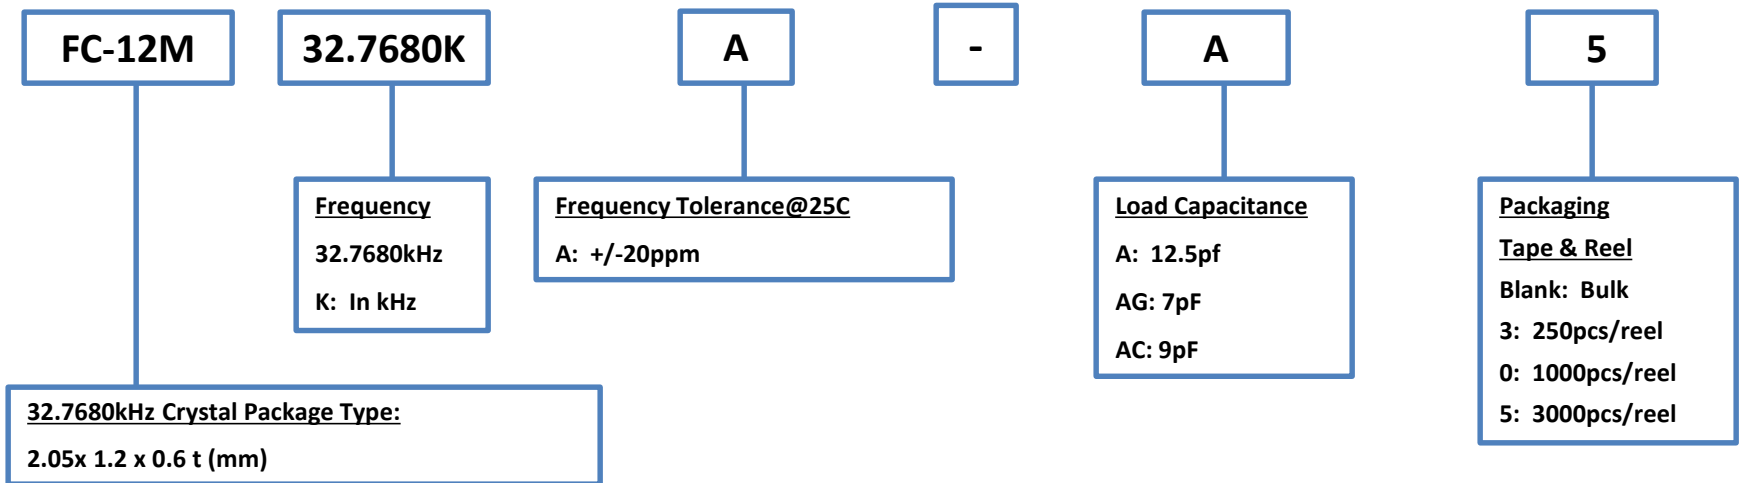 FC-12M
32.7680K
A
-
A
5
Frequency
32.7680kHz
K: In kHz
Frequency Tolerance@25C
A: +/-20ppm
Load Capacitance
A: 12.5pf
AG: 7pF
AC: 9pF
Packaging
Tape & Reel
Blank: Bulk
3: 250pcs/reel
0: 1000pcs/reel
5: 3000pcs/reel
32.7680kHz Crystal Package Type:
2.05x 1.2 x 0.6 t (mm)